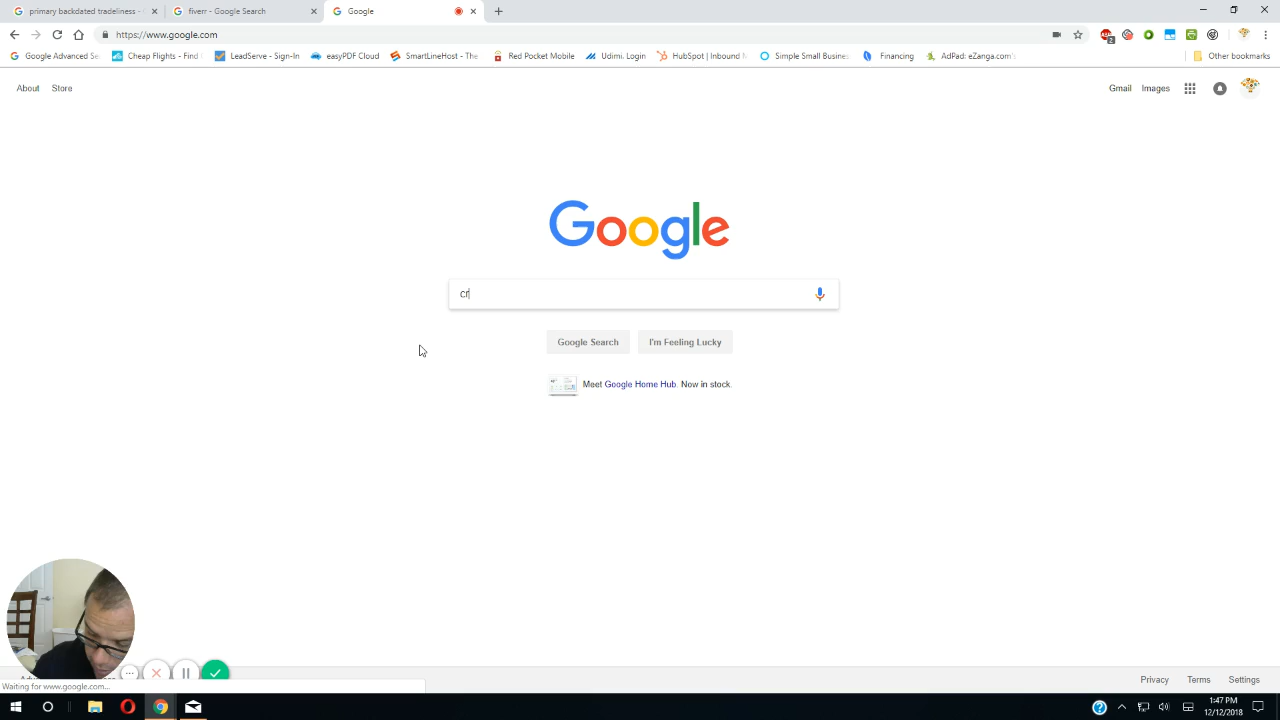 primary backdated tradeliness -
fiverr - Google Search
Google
https://www.google.com
Google Advanced Se
Cheap Flights - Find
LeadServe - Sign-In
easyPDF Cloud
SmartLineHost - The
Red Pocket Mobile
Udimi. Login
HubSpot | Inbound
Simple Small Busine
Financing
AdPad: eZanga.com'
Other bookmarks
About
Store
Gmail
Images
Google
cr
Google Search
I'm Feeling Lucky
Meet Google Home Hub. Now in stock.
Privacy
Terms
Settings
Waiting for www.google.com...
1:47 PM
12/12/2018